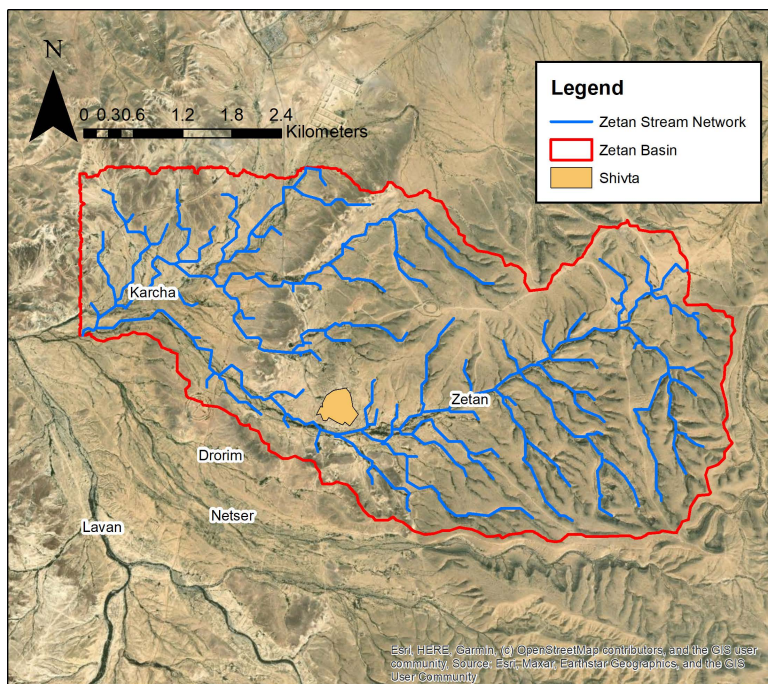 N
0 0.30.6 1.2 1.8 2.4
Kilometers
Legend
Zetan Stream Network
Zetan Basin
Shivta
Karcha
Zetan
Drorim
Netser
Lavan
Esri, HERE, Garmin, (c) OpenStreetMap contributors, and the GIS user
community, Source: Esri, Maxar, Earthstar Geographics, and the GIS
User Community